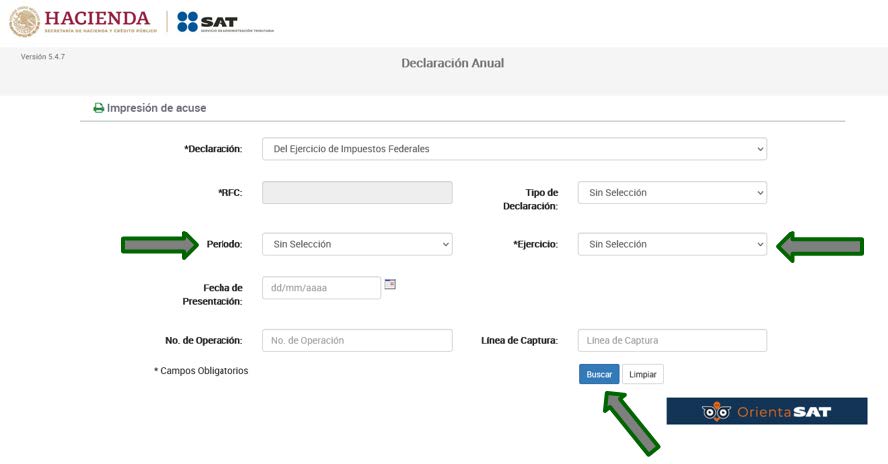 HACIENDA
SECRETARÍA DE HACIENDA Y CRÉDITO PÚBLICO
SAT
SERVICIO DE ADMINISTRACIÓN TRIBUTARIA
Versión 5.4.7
Declaración Anual
Impresión de acuse
*Declaración: Del Ejercicio de Impuestos Federales
*RFC: Tipo de Declaración: Sin Selección
Periodo: Sin Selección *Ejercicio: Sin Selección
Fecha de Presentación: dd/mm/aaaa
No. de Operación: No. de Operación Línea de Captura: Línea de Captura
* Campos Obligatorios Buscar Limpiar
OrientaSAT